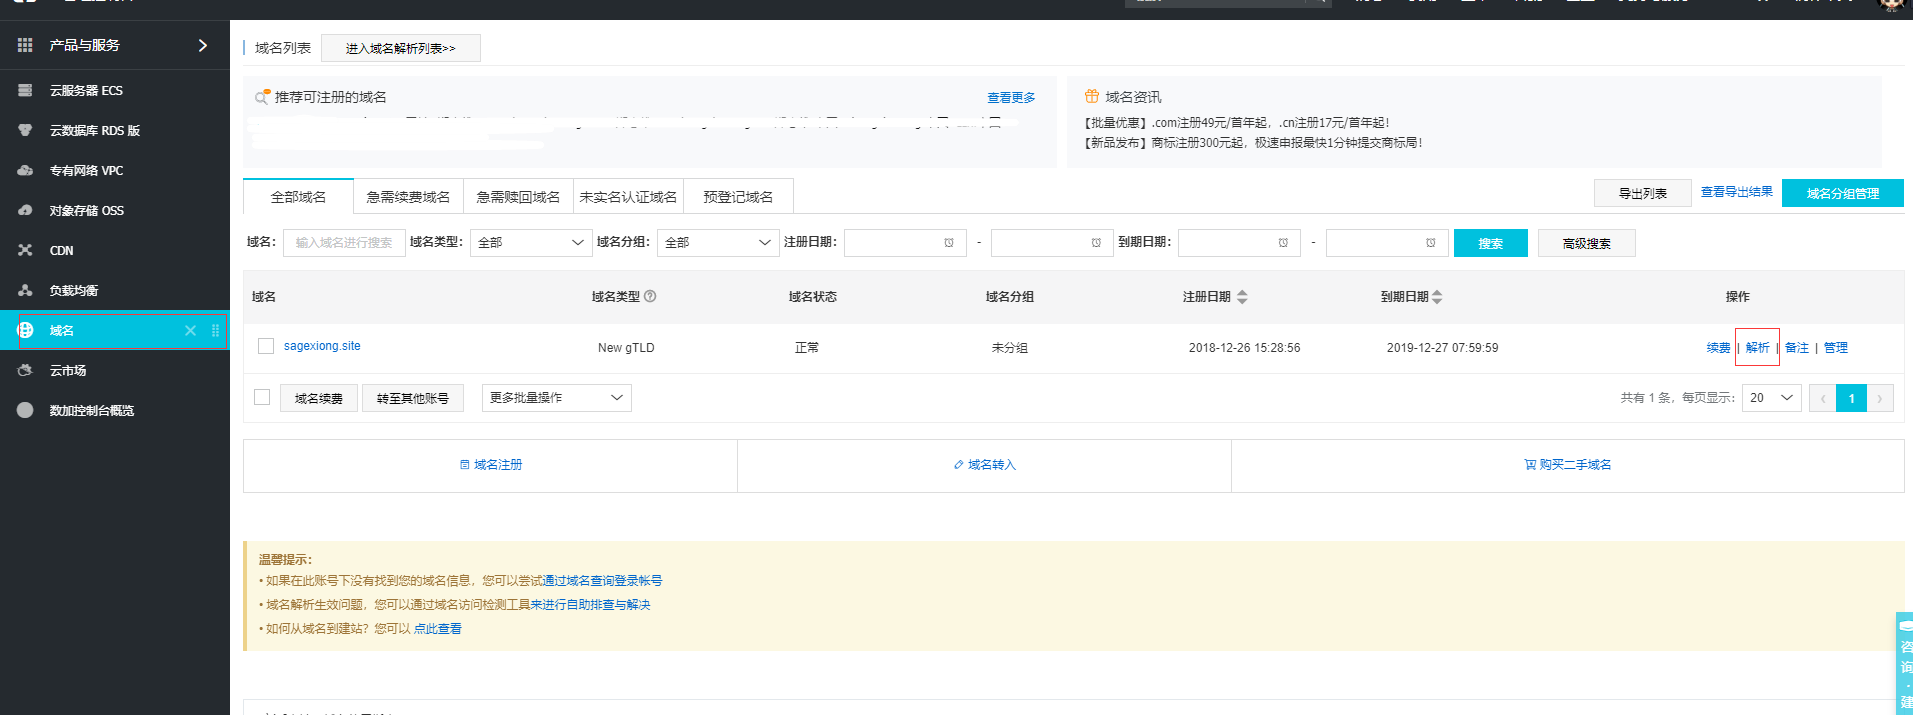 产品与服务
云服务器 ECS
云数据库 RDS 版
专有网络 VPC
对象存储 OSS
CDN
负载均衡
域名
云市场
数加控制台概览
域名列表 进入域名解析列表>>
推荐可注册的域名 查看更多
域名资讯
【批量优惠】.com注册49元/首年起，.cn注册17元/首年起！
【新品发布】商标注册300元起，极速申报最快1分钟提交商标局！
全部域名 急需续费域名 急需赎回域名 未实名认证域名 预登记域名 导出列表 查看导出结果 域名分组管理
域名： 输入域名进行搜索 域名类型： 全部 域名分组： 全部 注册日期： - 到期日期： - 搜索 高级搜索
域名 域名类型 域名状态 域名分组 注册日期 到期日期 操作
sagexiong.site New gTLD 正常 未分组 2018-12-26 15:28:56 2019-12-27 07:59:59 续费 | 解析 | 备注 | 管理
域名续费 转至其他账号 更多批量操作 共有 1 条，每页显示： 20 ‹ 1 ›
域名注册 域名转入 购买二手域名
温馨提示：
• 如果在此账号下没有找到您的域名信息，您可以尝试通过域名查询登录帐号
• 域名解析生效问题，您可以通过域名访问检测工具来进行自助排查与解决
• 如何从域名到建站？您可以 点此查看
咨询·建